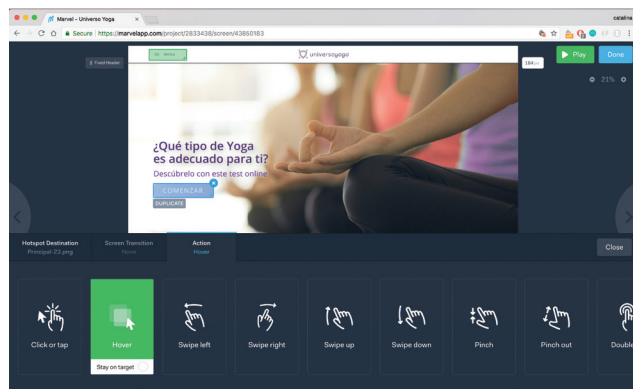 Marvel - Universo Yoga
catalina
Secure https://marvelapp.com/project/2833438/screen/43850183
Fixed Header
MENU
universoyoga
184px
Play
Done
21%
¿Qué tipo de Yoga
es adecuado para ti?
Descúbrelo con este test online
COMENZAR
DUPLICATE
Hotspot Destination
Principal-23.png
Screen Transition
None
Action
Hover
Close
Click or tap
Hover
Swipe left
Swipe right
Swipe up
Swipe down
Pinch
Pinch out
Double
Stay on target